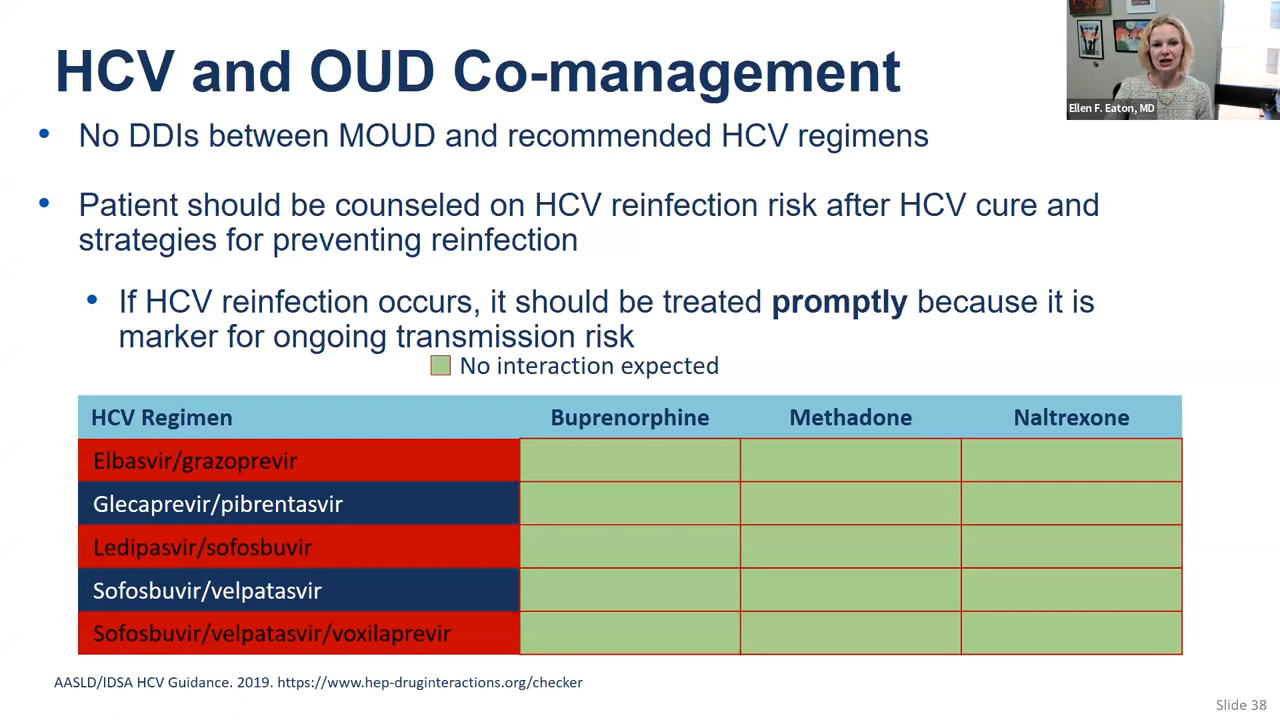 HCV and OUD Co-management
Ellen F. Eaton, MD
• No DDIs between MOUD and recommended HCV regimens
• Patient should be counseled on HCV reinfection risk after HCV cure and
strategies for preventing reinfection
• If HCV reinfection occurs, it should be treated promptly because it is
marker for ongoing transmission risk
No interaction expected
HCV Regimen Buprenorphine Methadone Naltrexone
Elbasvir/grazoprevir
Glecaprevir/pibrentasvir
Ledipasvir/sofosbuvir
Sofosbuvir/velpatasvir
Sofosbuvir/velpatasvir/voxilaprevir
AASLD/IDSA HCV Guidance. 2019. https://www.hep-druginteractions.org/checker
Slide 38